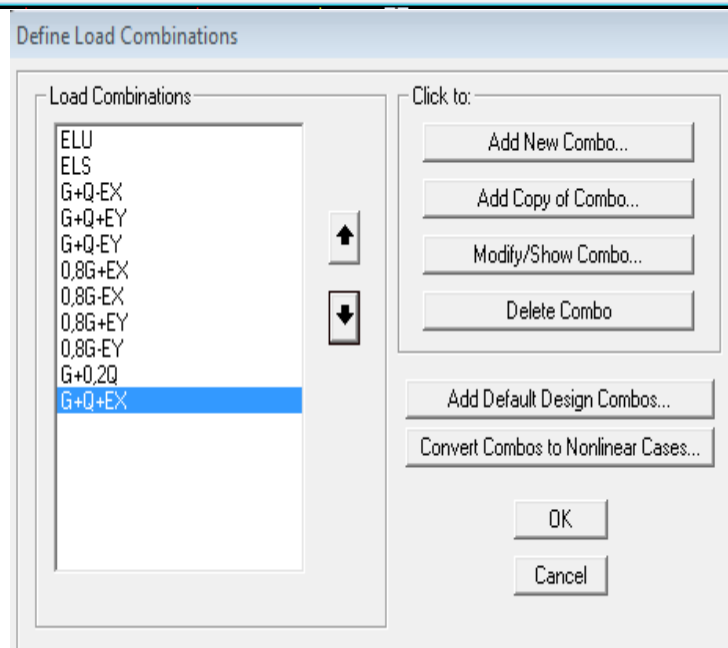 Define Load Combinations
Load Combinations
ELU
ELS
G+Q-EX
G+Q+EY
G+Q-EY
0,8G+EX
0,8G-EX
0,8G+EY
0,8G-EY
G+0,2Q
G+Q+EX
Click to:
Add New Combo...
Add Copy of Combo...
Modify/Show Combo...
Delete Combo
Add Default Design Combos...
Convert Combos to Nonlinear Cases...
OK
Cancel